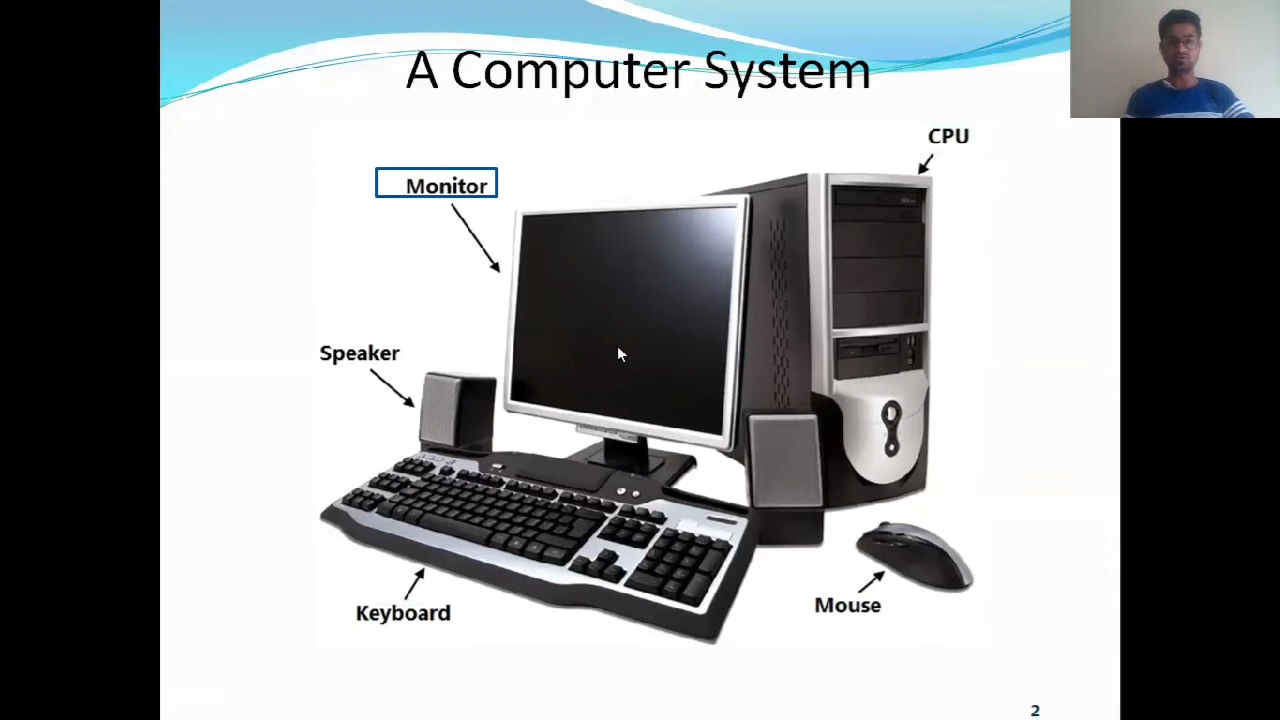 A Computer System
CPU
Monitor
Speaker
Keyboard
Mouse
2